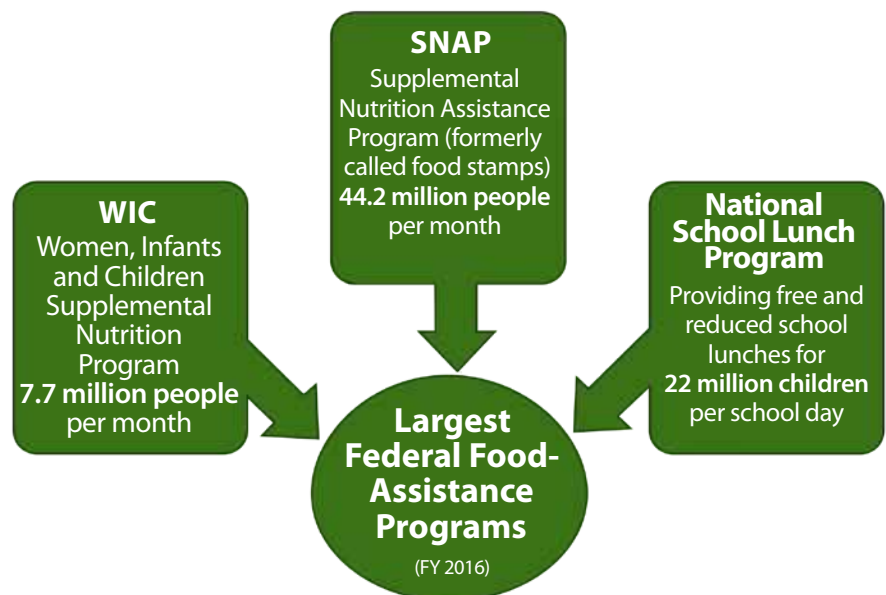 SNAP
Supplemental
Nutrition Assistance
Program (formerly
called food stamps)
44.2 million people
per month
WIC
Women, Infants
and Children
Supplemental
Nutrition
Program
7.7 million people
per month
National
School Lunch
Program
Providing free and
reduced school
lunches for
22 million children
per school day
Largest
Federal Food-
Assistance
Programs
(FY 2016)